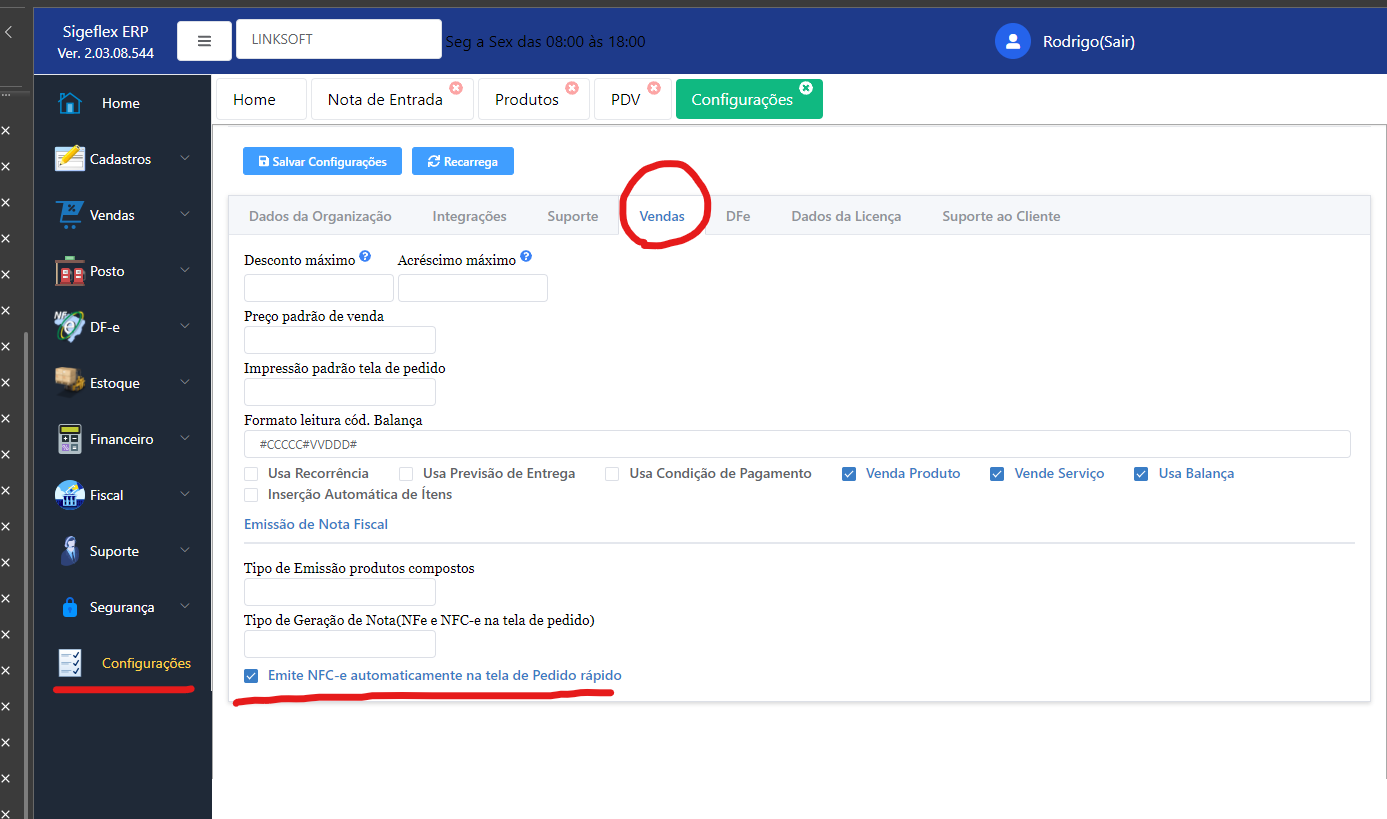 Sigeflex ERP
Ver. 2.03.08.544
LINKSOFT
Seg a Sex das 08:00 às 18:00
Rodrigo(Sair)
Home
Cadastros
Vendas
Posto
DF-e
Estoque
Financeiro
Fiscal
Suporte
Segurança
Configurações
Home
Nota de Entrada
Produtos
PDV
Configurações
Salvar Configurações
Recarrega
Dados da Organização
Integrações
Suporte
Vendas
DFe
Dados da Licença
Suporte ao Cliente
Desconto máximo ?
Acréscimo máximo ?
Preço padrão de venda
Impressão padrão tela de pedido
Formato leitura cód. Balança
#CCCCC#VVDDD#
Usa Recorrência
Usa Previsão de Entrega
Usa Condição de Pagamento
Venda Produto
Vende Serviço
Usa Balança
Inserção Automática de Ítens
Emissão de Nota Fiscal
Tipo de Emissão produtos compostos
Tipo de Geração de Nota(NFe e NFC-e na tela de pedido)
Emite NFC-e automaticamente na tela de Pedido rápido